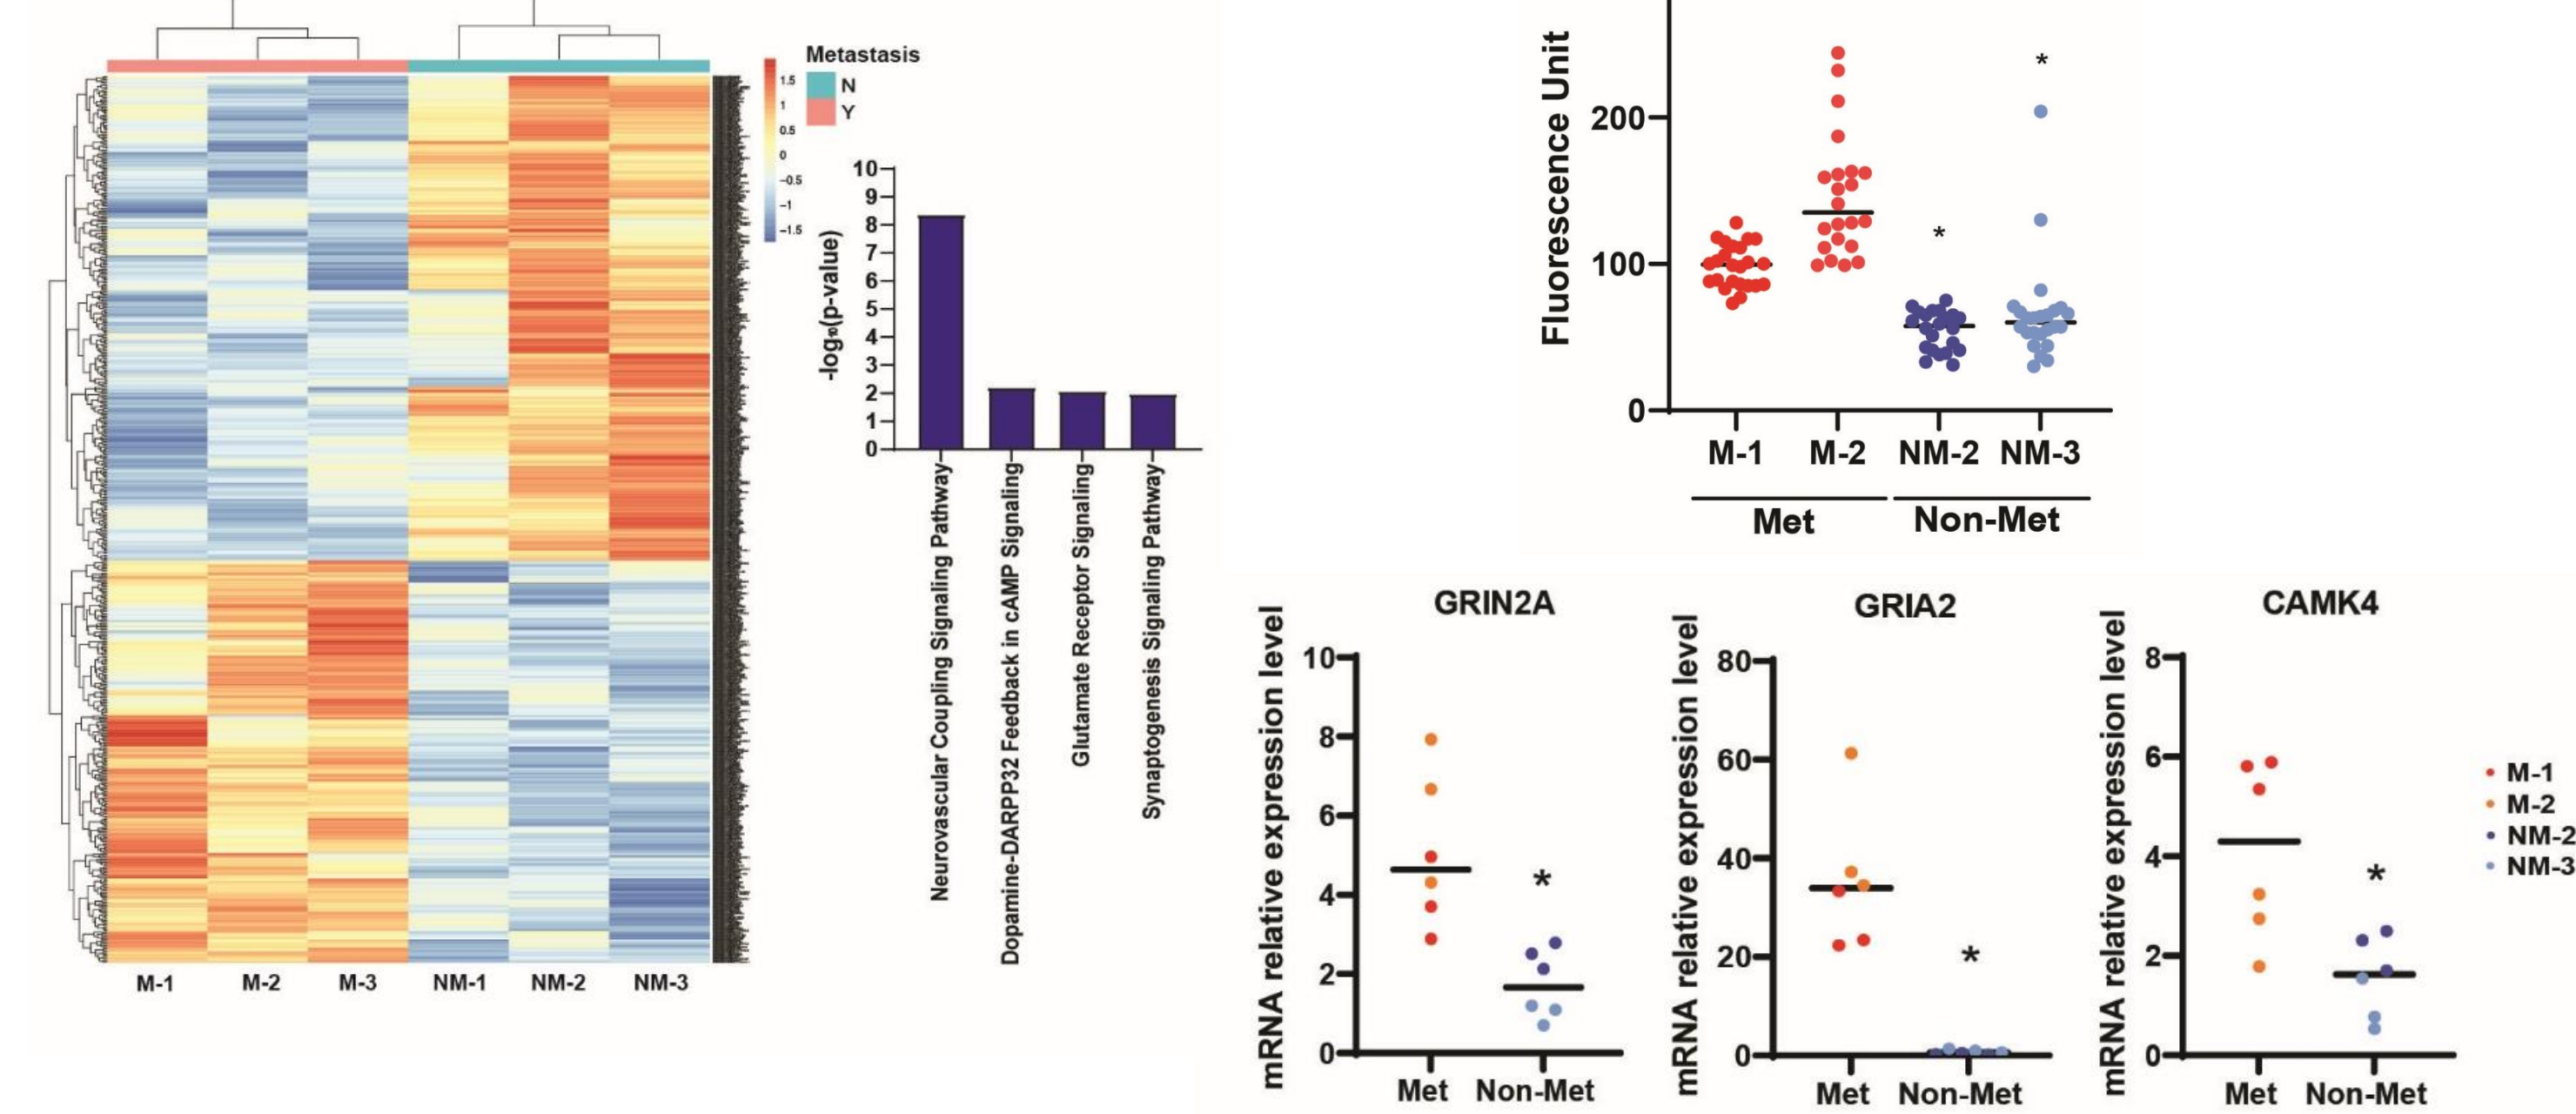 Metastasis
N
Y
1.5
1
0.5
0
−0.5
−1
−1.5
M-1 M-2 M-3 NM-1 NM-2 NM-3
-log₁₀(p-value)
10
9
8
7
6
5
4
3
2
1
0
Neurovascular Coupling Signaling Pathway
Dopamine-DARPP32 Feedback in cAMP Signaling
Glutamate Receptor Signaling
Synaptogenesis Signaling Pathway
Fluorescence Unit
200
100
0
*
*
M-1 M-2 NM-2 NM-3
Met Non-Met
GRIN2A
mRNA relative expression level
10
8
6
4
2
0
*
Met Non-Met
GRIA2
mRNA relative expression level
80
60
40
20
0
*
Met Non-Met
CAMK4
mRNA relative expression level
8
6
4
2
0
*
Met Non-Met
M-1
M-2
NM-2
NM-3